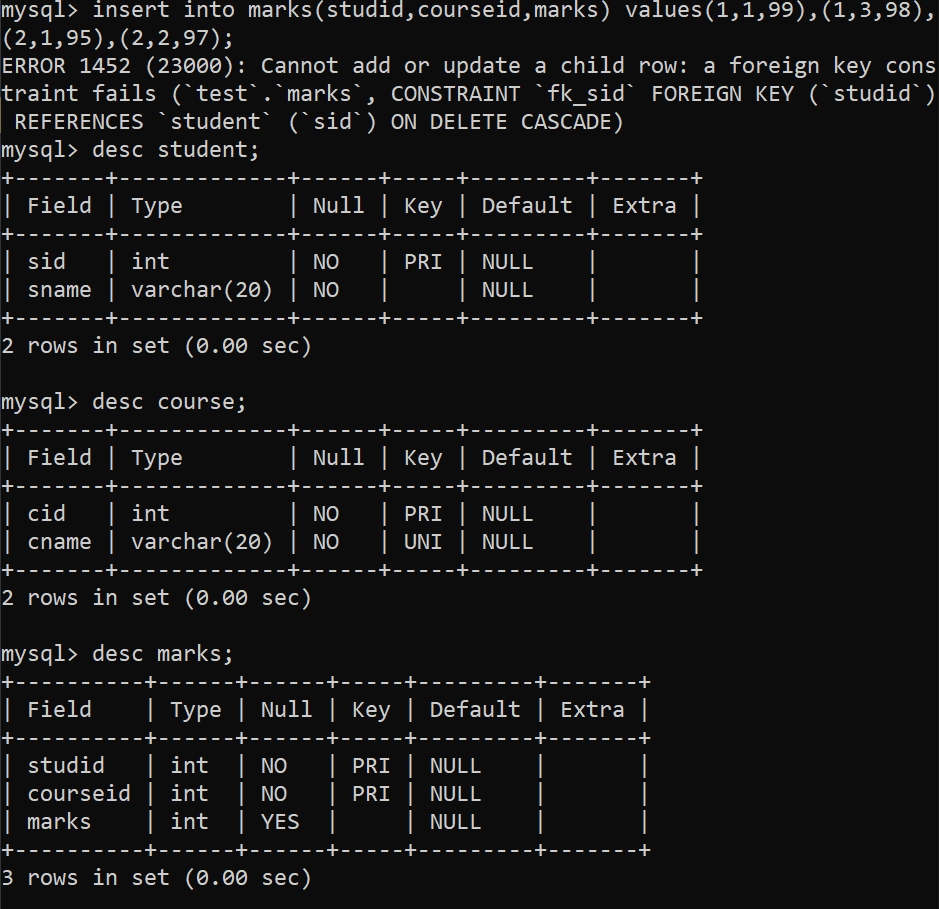 mysql> insert into marks(studid,courseid,marks) values(1,1,99),(1,3,98),
(2,1,95),(2,2,97);
ERROR 1452 (23000): Cannot add or update a child row: a foreign key cons
traint fails (`test`.`marks`, CONSTRAINT `fk_sid` FOREIGN KEY (`studid`)
 REFERENCES `student` (`sid`) ON DELETE CASCADE)
mysql> desc student;
+-------+-------------+------+-----+---------+-------+
| Field | Type        | Null | Key | Default | Extra |
+-------+-------------+------+-----+---------+-------+
| sid   | int         | NO   | PRI | NULL    |       |
| sname | varchar(20) | NO   |     | NULL    |       |
+-------+-------------+------+-----+---------+-------+
2 rows in set (0.00 sec)

mysql> desc course;
+-------+-------------+------+-----+---------+-------+
| Field | Type        | Null | Key | Default | Extra |
+-------+-------------+------+-----+---------+-------+
| cid   | int         | NO   | PRI | NULL    |       |
| cname | varchar(20) | NO   | UNI | NULL    |       |
+-------+-------------+------+-----+---------+-------+
2 rows in set (0.00 sec)

mysql> desc marks;
+----------+------+------+-----+---------+-------+
| Field    | Type | Null | Key | Default | Extra |
+----------+------+------+-----+---------+-------+
| studid   | int  | NO   | PRI | NULL    |       |
| courseid | int  | NO   | PRI | NULL    |       |
| marks    | int  | YES  |     | NULL    |       |
+----------+------+------+-----+---------+-------+
3 rows in set (0.00 sec)